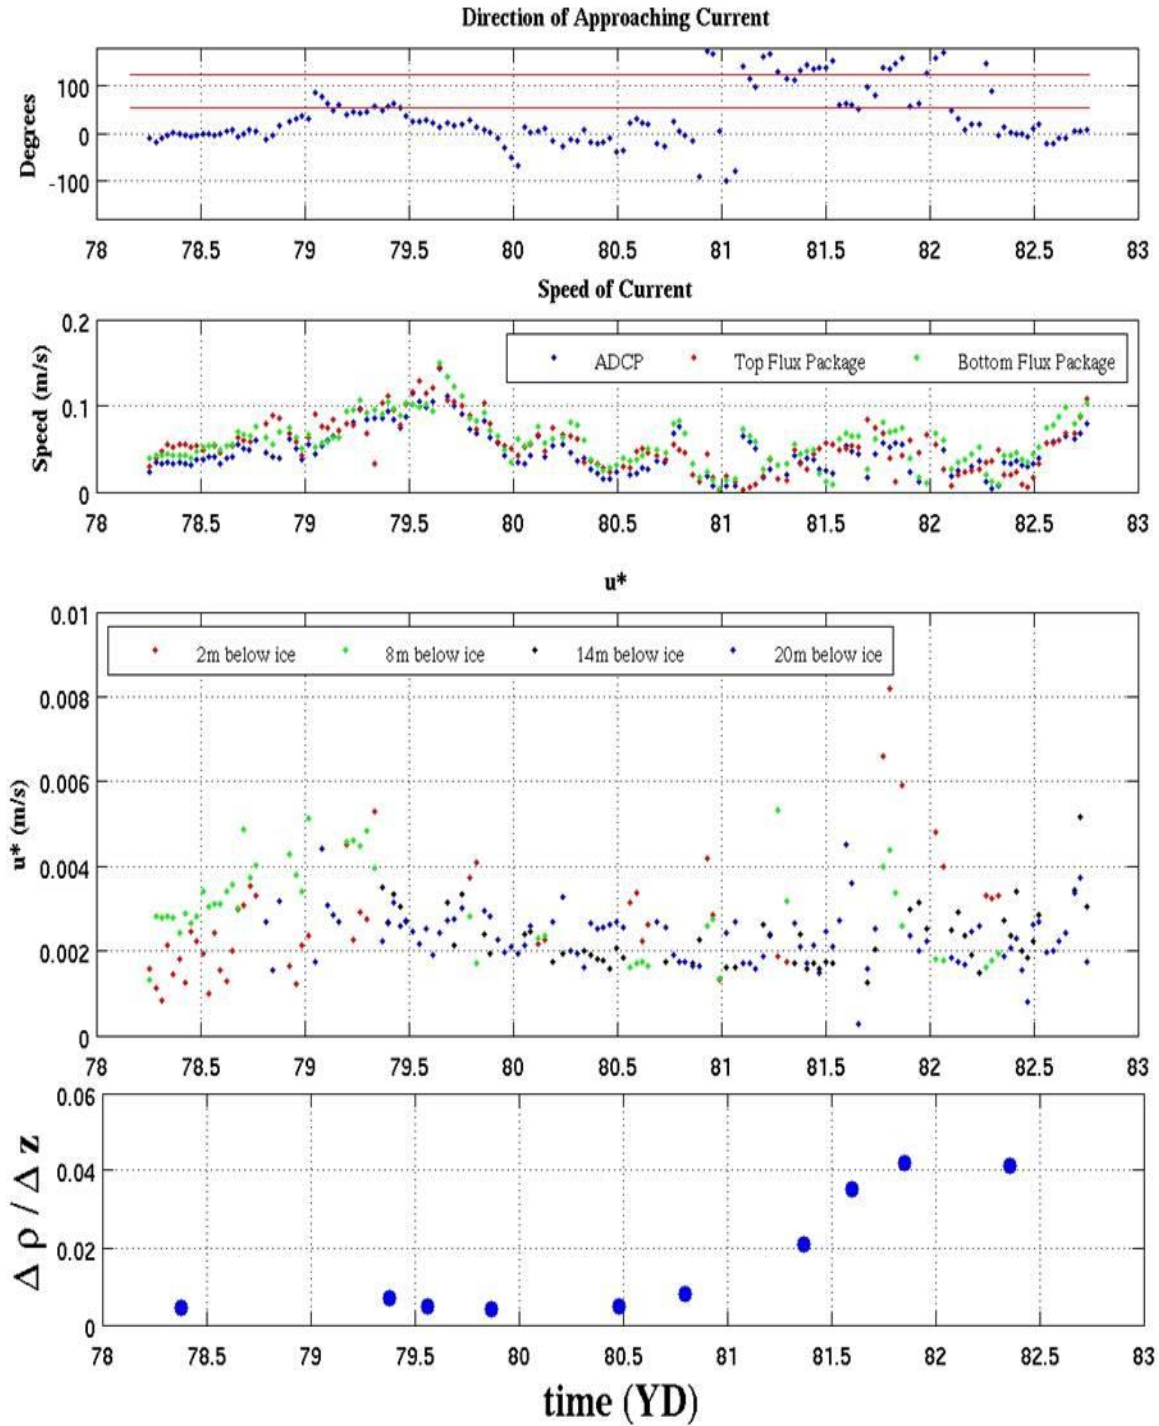 Direction of Approaching Current
Degrees
100
0
-100
78 78.5 79 79.5 80 80.5 81 81.5 82 82.5 83
Speed of Current
Speed (m/s)
0.2
0.1
0
ADCP Top Flux Package Bottom Flux Package
78 78.5 79 79.5 80 80.5 81 81.5 82 82.5 83
u*
u* (m/s)
0.01
0.008
0.006
0.004
0.002
0
2m below ice 8m below ice 14m below ice 20m below ice
78 78.5 79 79.5 80 80.5 81 81.5 82 82.5 83
Δ ρ / Δ z
0.06
0.04
0.02
0
78 78.5 79 79.5 80 80.5 81 81.5 82 82.5 83
time (YD)